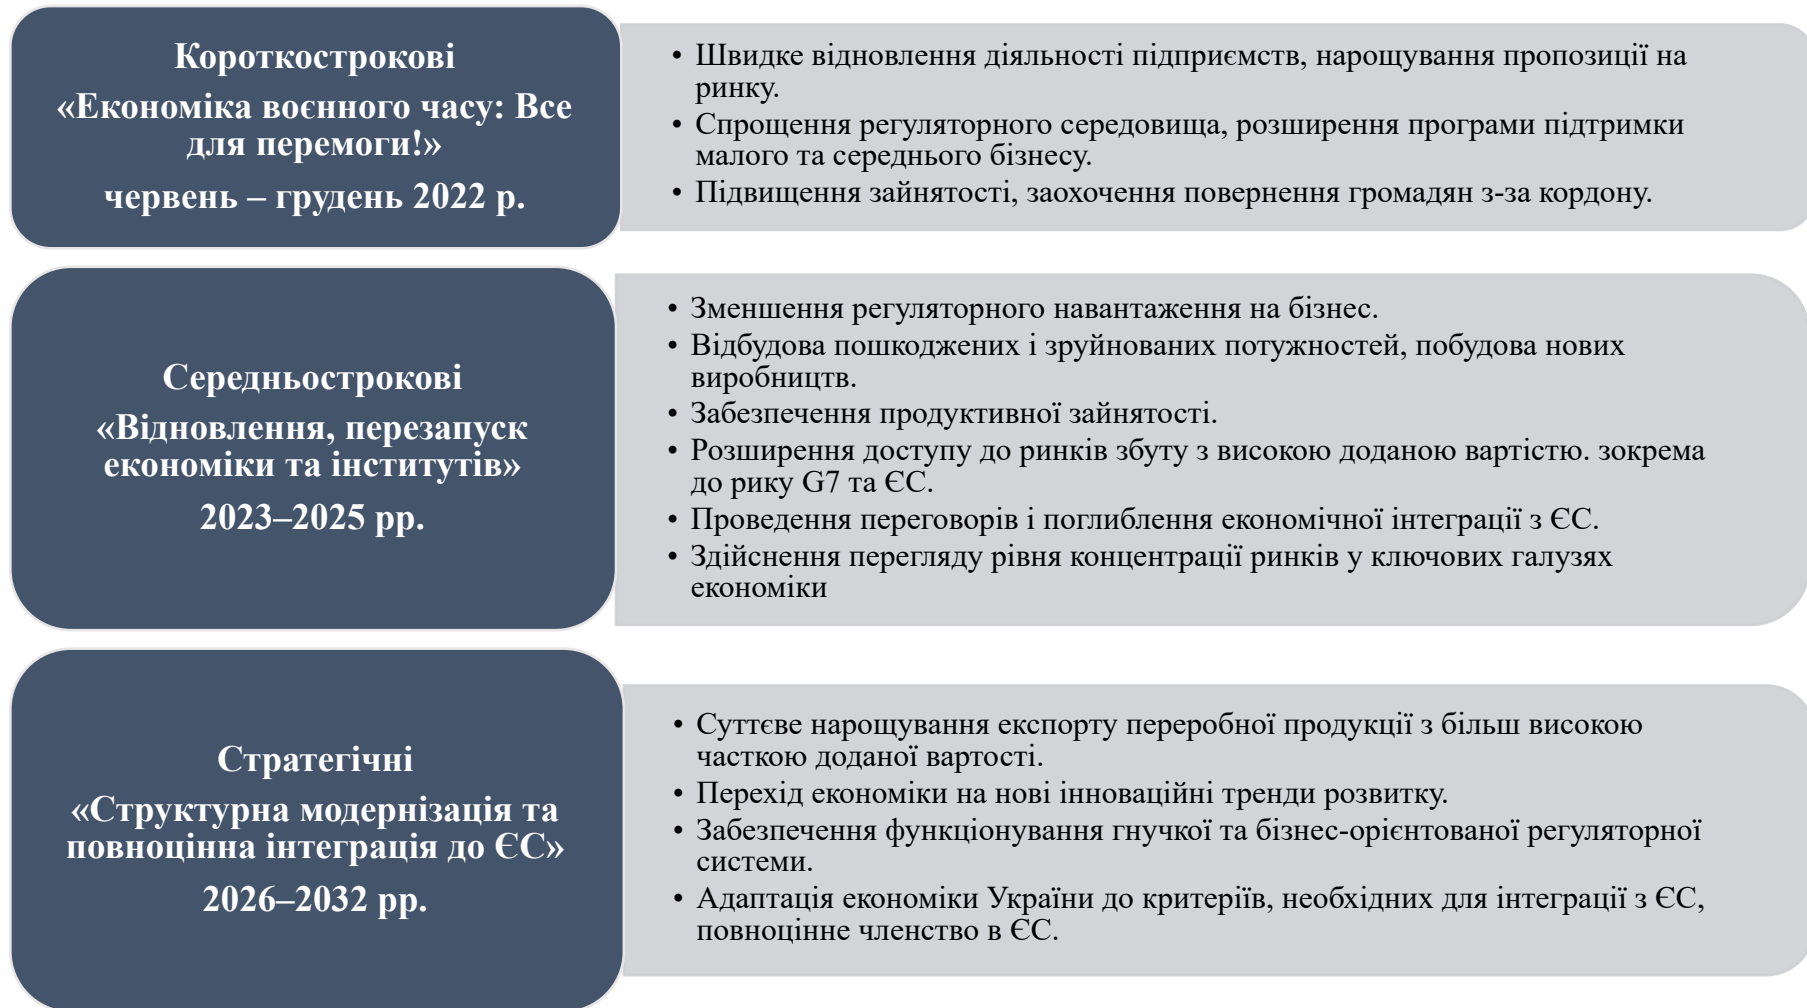 Короткострокові
«Економіка воєнного часу: Все
для перемоги!»
червень – грудень 2022 р.
• Швидке відновлення діяльності підприємств, нарощування пропозиції на
ринку.
• Спрощення регуляторного середовища, розширення програми підтримки
малого та середнього бізнесу.
• Підвищення зайнятості, заохочення повернення громадян з-за кордону.
Середньострокові
«Відновлення, перезапуск
економіки та інститутів»
2023–2025 рр.
• Зменшення регуляторного навантаження на бізнес.
• Відбудова пошкоджених і зруйнованих потужностей, побудова нових
виробництв.
• Забезпечення продуктивної зайнятості.
• Розширення доступу до ринків збуту з високою доданою вартістю. зокрема
до рику G7 та ЄС.
• Проведення переговорів і поглиблення економічної інтеграції з ЄС.
• Здійснення перегляду рівня концентрації ринків у ключових галузях
економіки
Стратегічні
«Структурна модернізація та
повноцінна інтеграція до ЄС»
2026–2032 рр.
• Суттєве нарощування експорту переробної продукції з більш високою
часткою доданої вартості.
• Перехід економіки на нові інноваційні тренди розвитку.
• Забезпечення функціонування гнучкої та бізнес-орієнтованої регуляторної
системи.
• Адаптація економіки України до критеріїв, необхідних для інтеграції з ЄС,
повноцінне членство в ЄС.